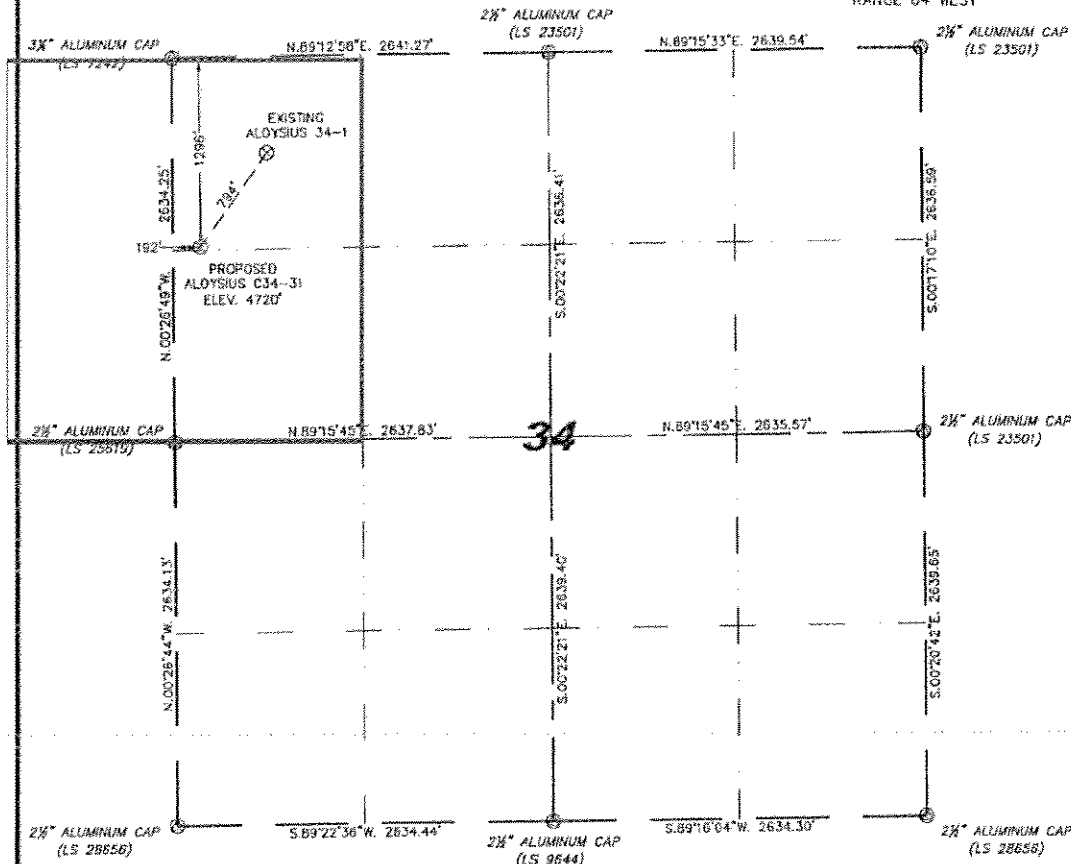 RANGE 64 WEST
2½" ALUMINUM CAP
(LS 23501)
3¼" ALUMINUM CAP
(LS 7242)
N.89°12'58"E. 2641.27'
N.89°15'33"E. 2639.54'
2½" ALUMINUM CAP
(LS 23501)
EXISTING
ALOYSIUS 34-1
1296'
794'
2634.25'
N.00°26'49"W.
192'
PROPOSED
ALOYSIUS C34-31
ELEV. 4720'
S.00°22'21"E. 2636.41'
S.00°17'10"E. 2636.59'
2½" ALUMINUM CAP
(LS 25619)
N.89°15'45"E. 2637.83'
34
N.89°15'45"E. 2635.57'
2½" ALUMINUM CAP
(LS 23501)
N.00°26'44"W. 2634.13'
S.00°22'21"E. 2639.40'
S.00°20'42"E. 2639.65'
2½" ALUMINUM CAP
(LS 28656)
S.89°22'36"W. 2634.44'
2½" ALUMINUM CAP
(LS 9644)
S.89°16'04"W. 2634.30'
2½" ALUMINUM CAP
(LS 28656)